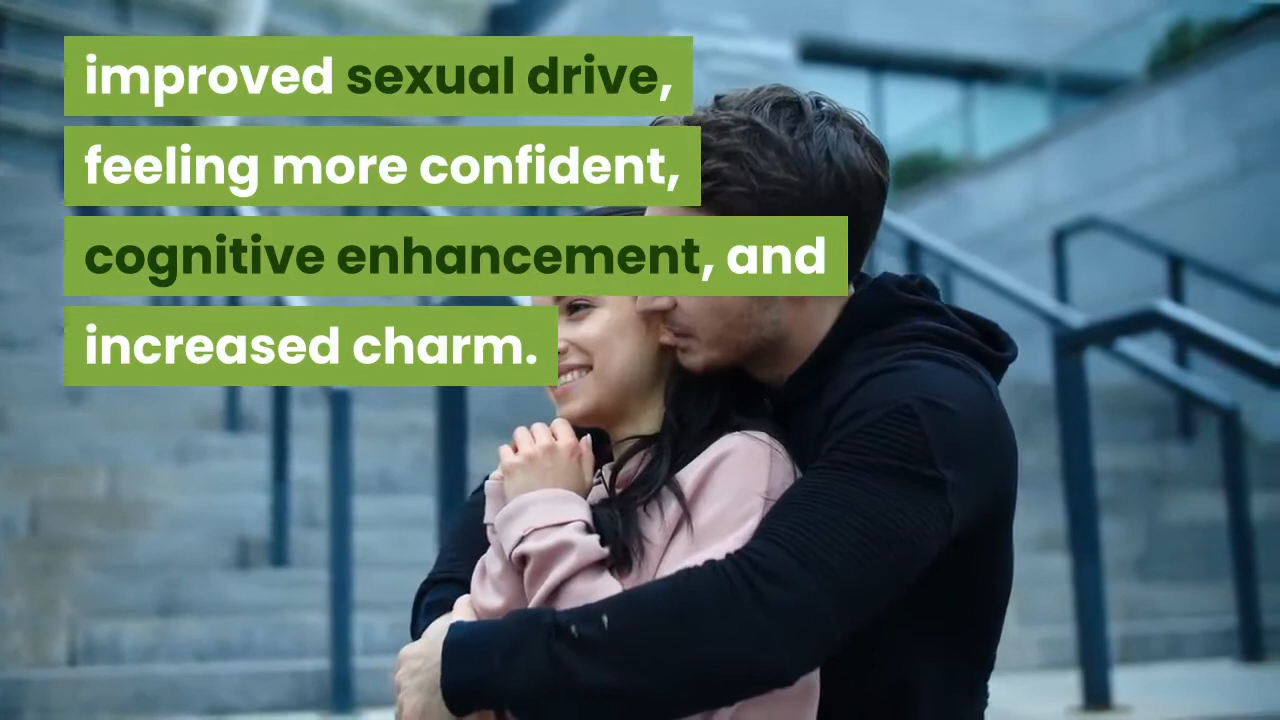 improved sexual drive,
feeling more confident,
cognitive enhancement, and
increased charm.